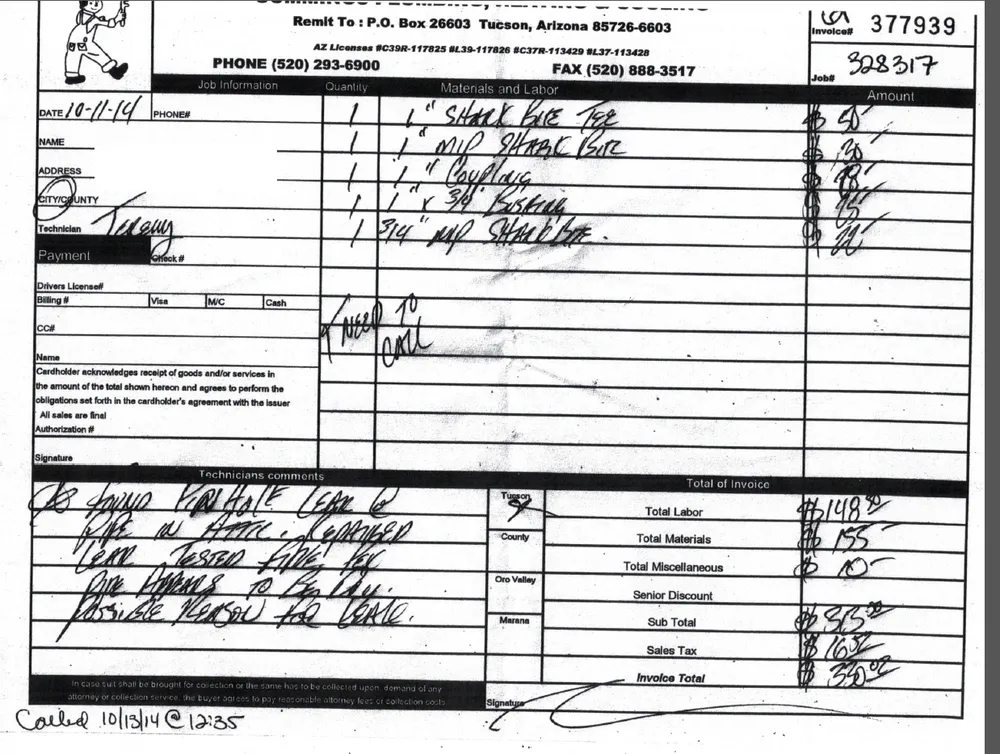 Remit To : P.O. Box 26603 Tucson, Arizona 85726-6603
AZ Licenses #C39R-117825 #L39-117826 #C37R-113429 #L37-113428
PHONE (520) 293-6900 FAX (520) 888-3517
Invoice# 377939
Job# 328317
Job Information Quantity Materials and Labor Amount
DATE 10-11-14 PHONE# 1 1" SHARK BITE TEE $ 50
NAME 1 1" MIP SHARK BITE $ 30
ADDRESS 1 1" Coupling $ 18
CITY/COUNTY 1 1" x 3/4 Bushing
Technician 1 3/4" MIP SHARK BITE. $ 22
Payment Check #
Drivers License#
Billing # Visa M/C Cash
NEED TO
CALL
CC#
Name
Cardholder acknowledges receipt of goods and/or services in
the amount of the total shown hereon and agrees to perform the
obligations set forth in the cardholder's agreement with the issuer
All sales are final
Authorization #
Signature
Technicians comments Total of Invoice
FOUND PINHOLE LEAK @
PIPE IN ATTIC. REPAIRED
LEAK TESTED FINE
PIPE APPEARS TO BE
POSSIBLE REASON FOR LEAK.
Tucson Total Labor $ 148
County Total Materials $ 155
Total Miscellaneous $ 10
Oro Valley Senior Discount
Marana Sub Total $ 313
Sales Tax $ 16.52
Invoice Total $ 330.02
In case suit shall be brought for collection or the same has to be collected upon demand of any
attorney or collection service, the buyer agrees to pay reasonable attorney fees or collection costs.
Signature
Called 10/13/14 @ 12:35